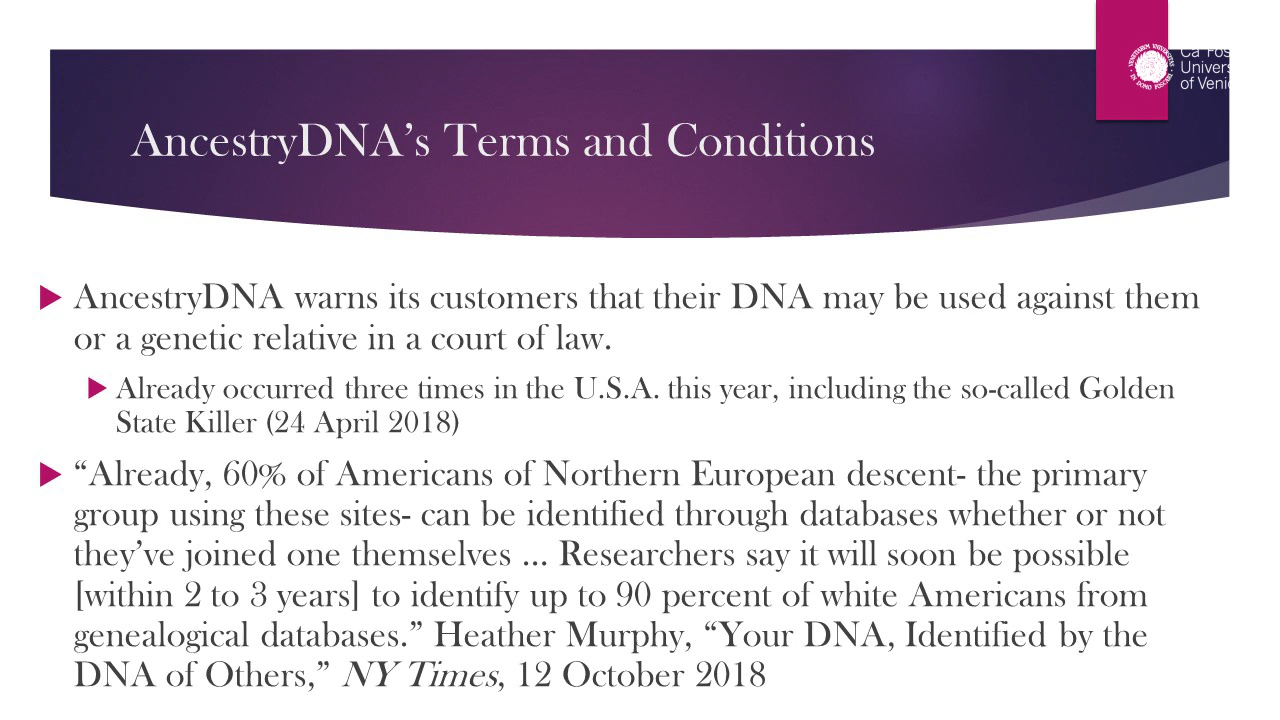 Ca' Fos
Univers
of Veni
AncestryDNA’s Terms and Conditions
AncestryDNA warns its customers that their DNA may be used against them
or a genetic relative in a court of law.
Already occurred three times in the U.S.A. this year, including the so-called Golden
State Killer (24 April 2018)
“Already, 60% of Americans of Northern European descent- the primary
group using these sites- can be identified through databases whether or not
they’ve joined one themselves ... Researchers say it will soon be possible
[within 2 to 3 years] to identify up to 90 percent of white Americans from
genealogical databases.” Heather Murphy, “Your DNA, Identified by the
DNA of Others,” NY Times, 12 October 2018